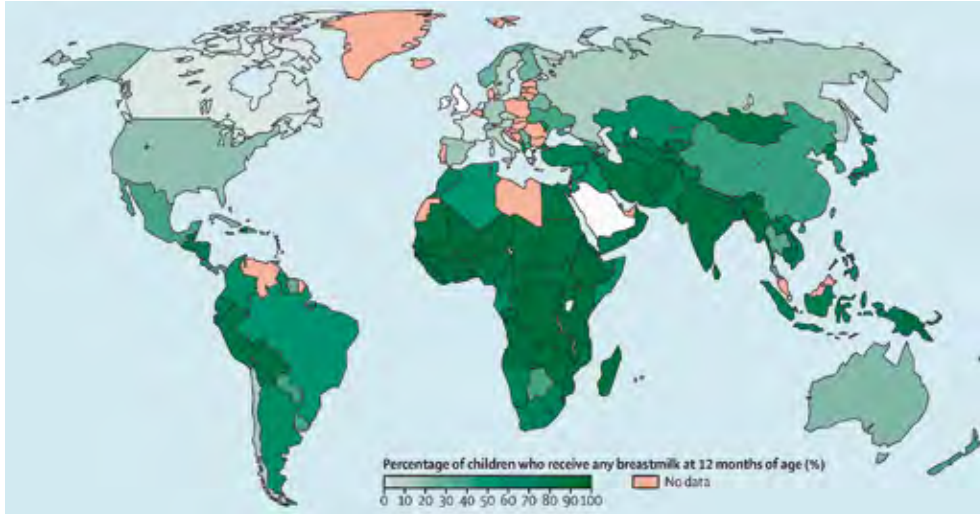 Percentage of children who receive any breastmilk at 12 months of age (%)
No data
0 10 20 30 40 50 60 70 80 90 100